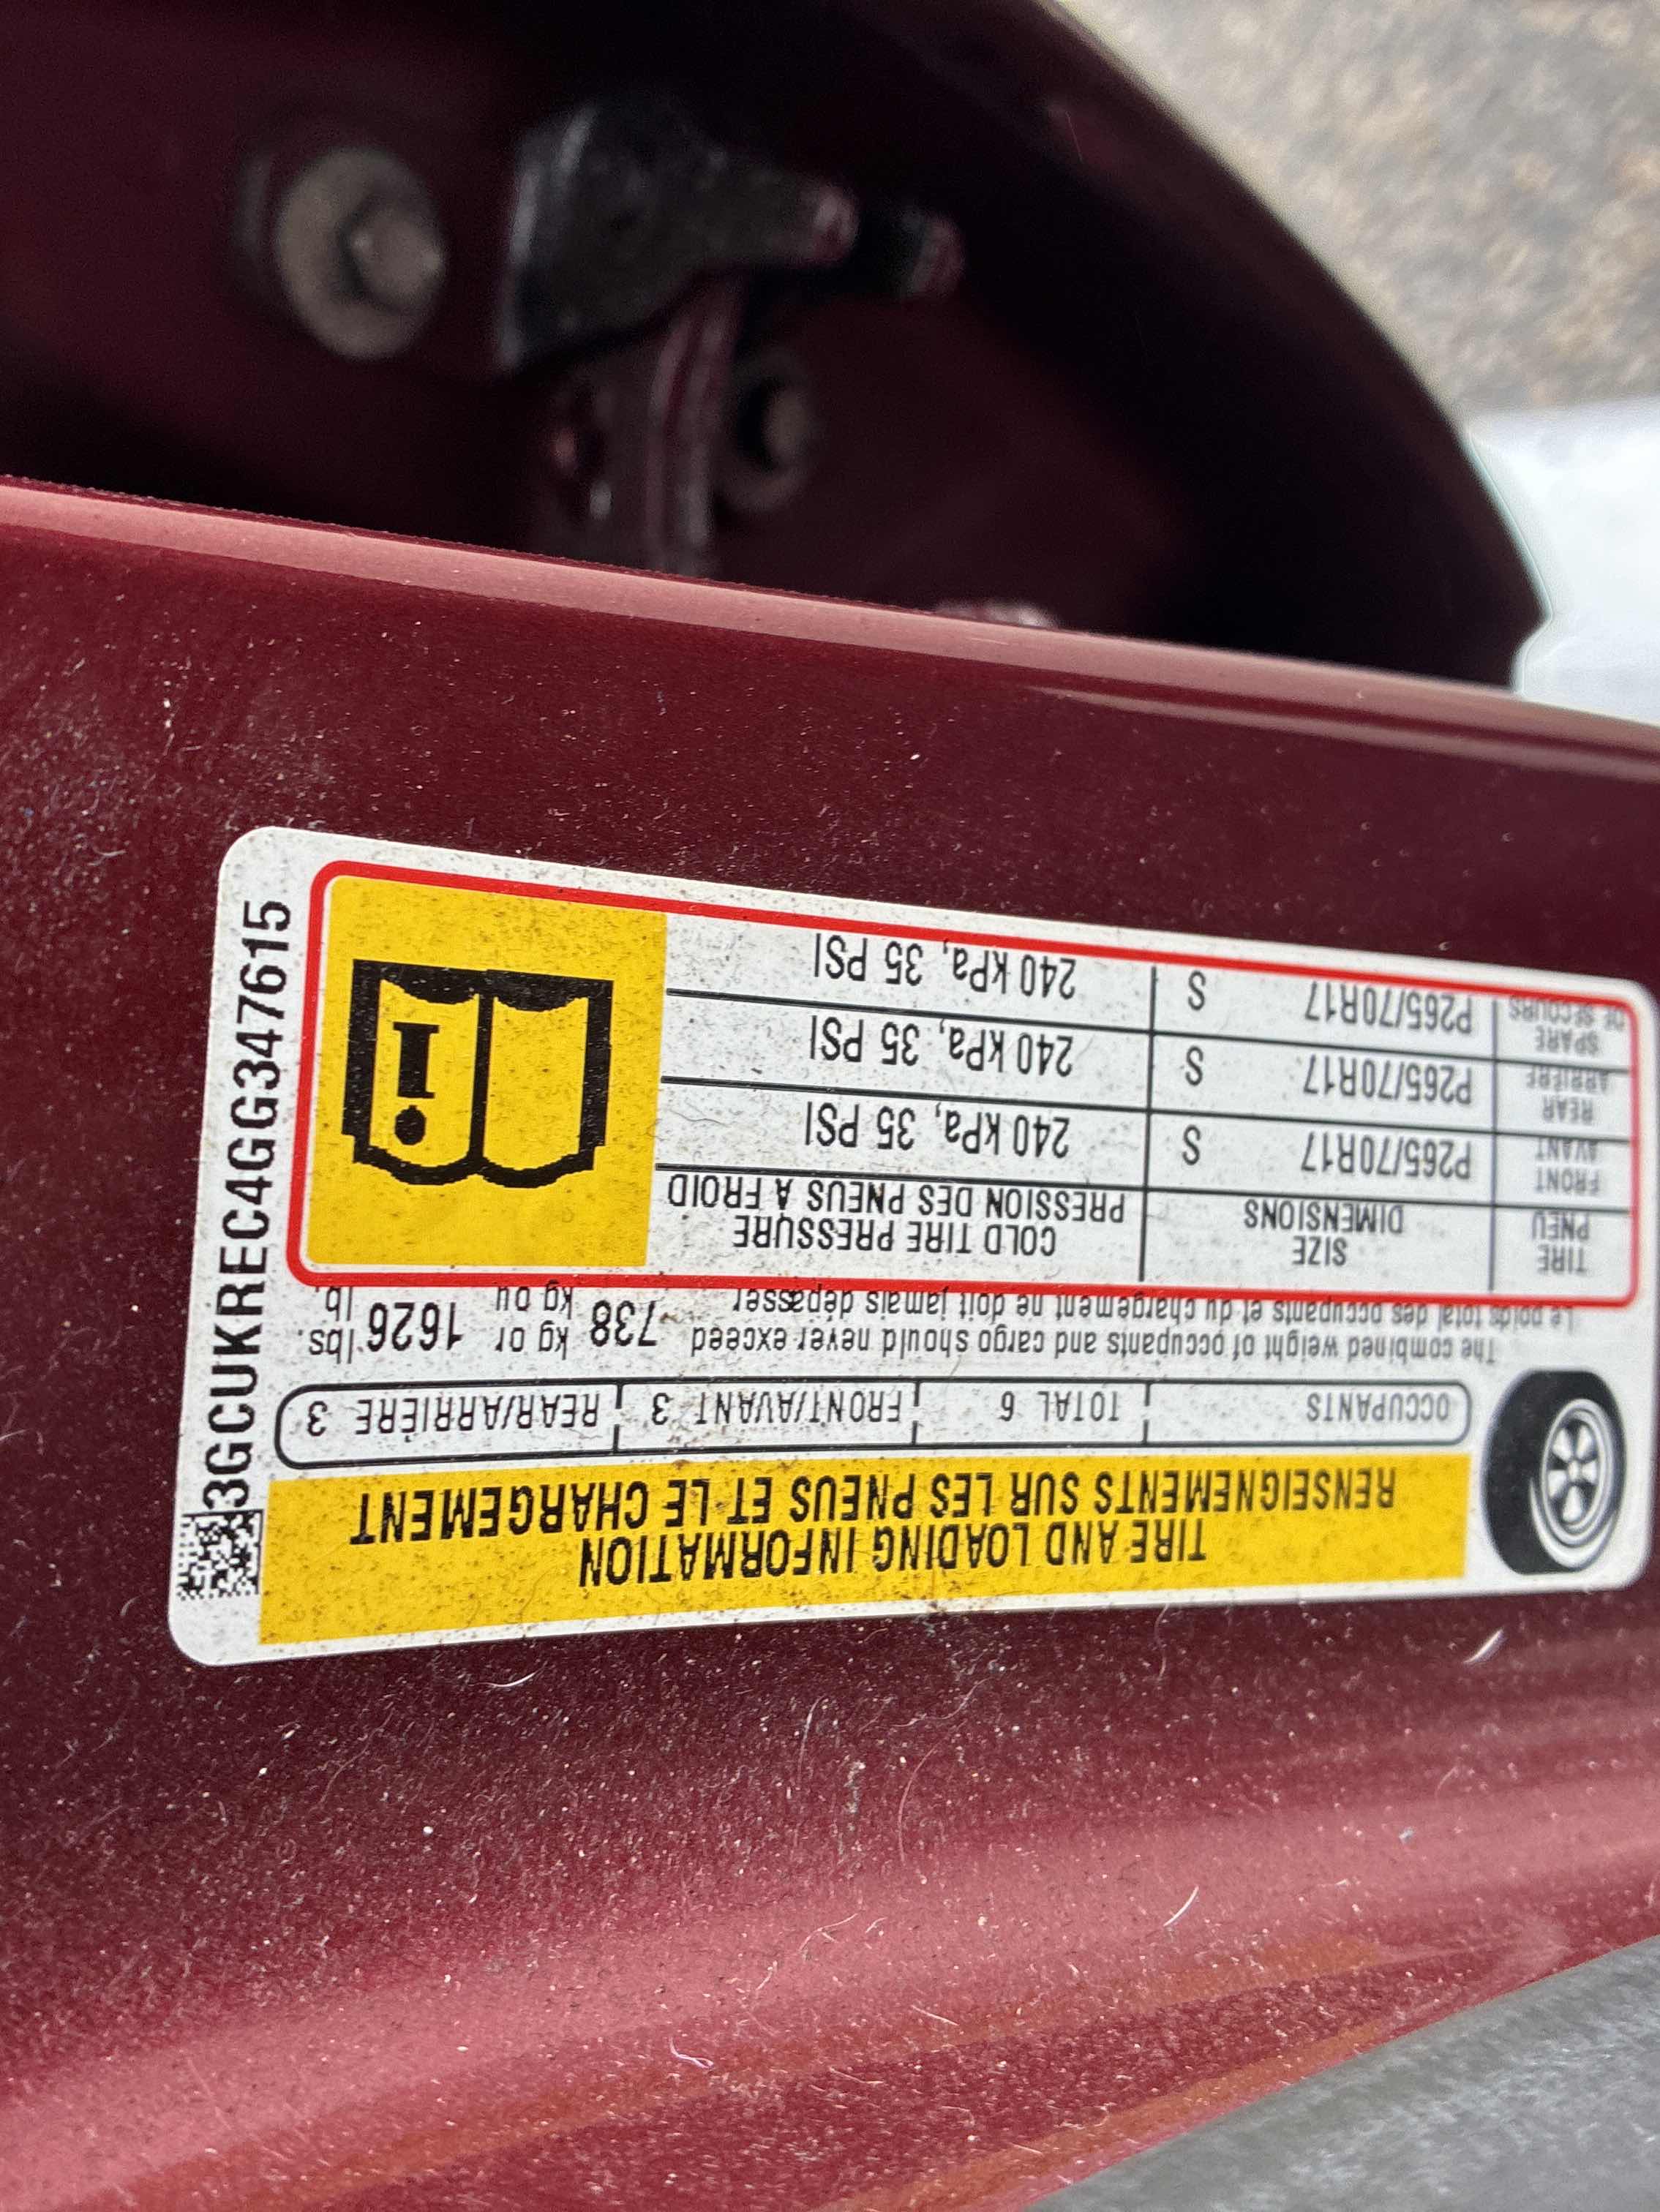 TIRE AND LOADING INFORMATION
RENSEIGNEMENTS SUR LES PNEUS ET LE CHARGEMENT
OCCUPANTS TOTAL 6 FRONT/AVANT 3 REAR/ARRIÈRE 3
The combined weight of occupants and cargo should never exceed 738 kg or 1626 lbs.
Le poids total des occupants et du chargement ne doit jamais dépasser kg ou lb.
TIRE SIZE COLD TIRE PRESSURE
PNEU DIMENSIONS PRESSION DES PNEUS À FROID
FRONT
AVANT P265/70R17 S 240 kPa, 35 PSI
REAR
ARRIÈRE P265/70R17 S 240 kPa, 35 PSI
SPARE
DE SECOURS P265/70R17 S 240 kPa, 35 PSI
3GCUKREC4GG347615